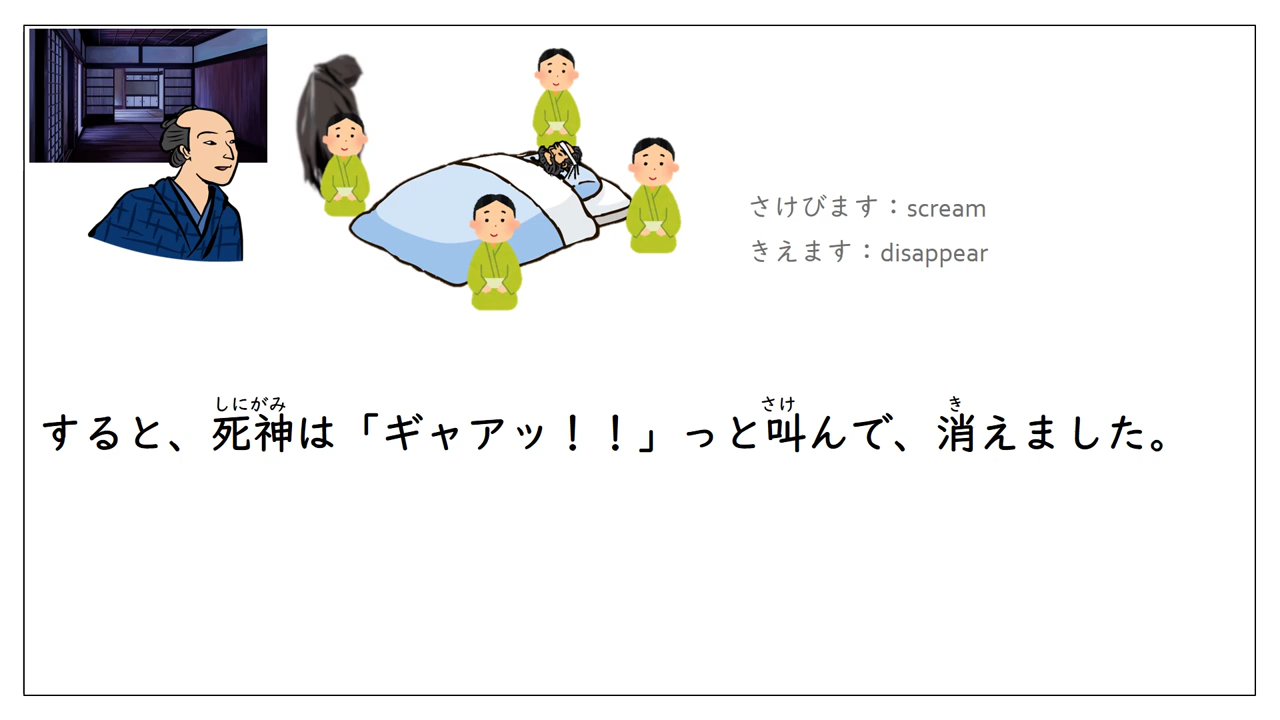 さけびます：scream
きえます：disappear
すると、死神は「ギャアッ！！」っと叫んで、消えました。
しにがみ
さけ
き